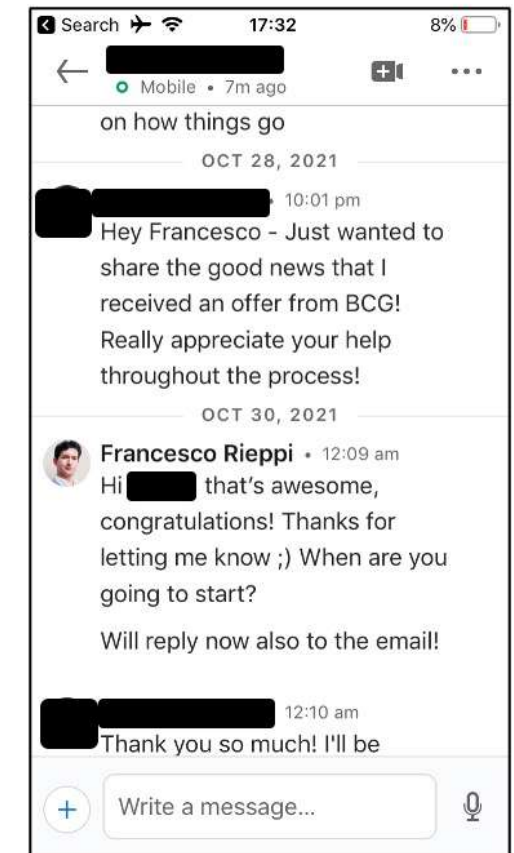 Search 17:32 8%
Mobile • 7m ago
on how things go
OCT 28, 2021
• 10:01 pm
Hey Francesco - Just wanted to
share the good news that I
received an offer from BCG!
Really appreciate your help
throughout the process!
OCT 30, 2021
Francesco Rieppi • 12:09 am
Hi that's awesome,
congratulations! Thanks for
letting me know ;) When are you
going to start?
Will reply now also to the email!
12:10 am
Thank you so much! I'll be
Write a message...